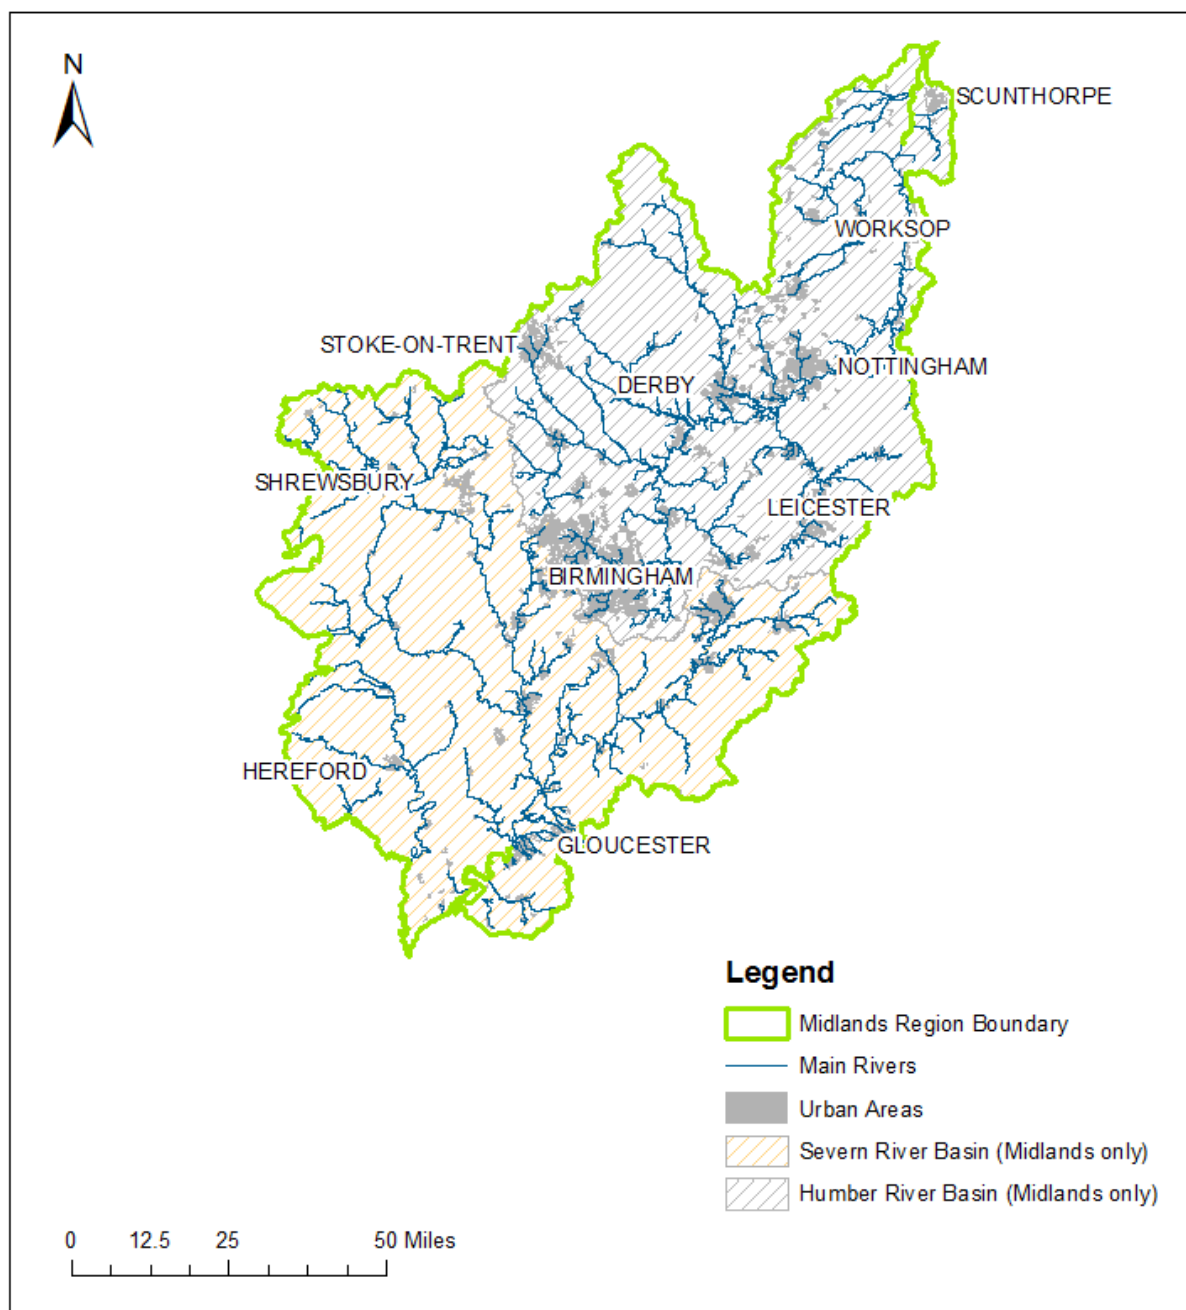 N
SCUNTHORPE
WORKSOP
STOKE-ON-TRENT
NOTTINGHAM
DERBY
SHREWSBURY
LEICESTER
BIRMINGHAM
HEREFORD
GLOUCESTER
Legend
Midlands Region Boundary
Main Rivers
Urban Areas
Severn River Basin (Midlands only)
Humber River Basin (Midlands only)
0 12.5 25 50 Miles